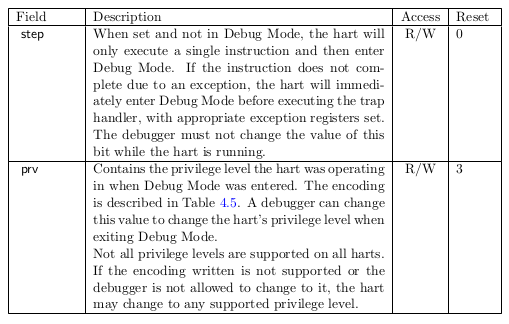 Field Description Access Reset
step When set and not in Debug Mode, the hart will R/W 0
only execute a single instruction and then enter
Debug Mode. If the instruction does not com-
plete due to an exception, the hart will immedi-
ately enter Debug Mode before executing the trap
handler, with appropriate exception registers set.
The debugger must not change the value of this
bit while the hart is running.
prv Contains the privilege level the hart was operating R/W 3
in when Debug Mode was entered. The encoding
is described in Table 4.5. A debugger can change
this value to change the hart's privilege level when
exiting Debug Mode.
Not all privilege levels are supported on all harts.
If the encoding written is not supported or the
debugger is not allowed to change to it, the hart
may change to any supported privilege level.